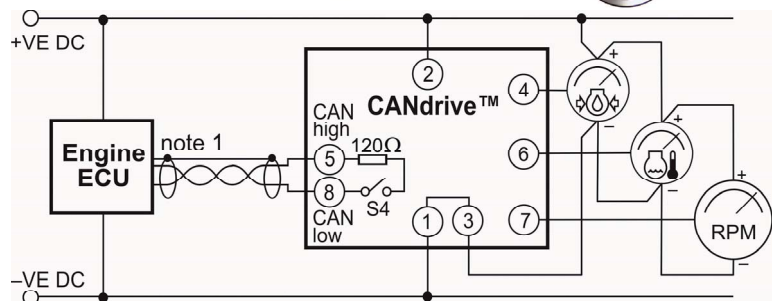 +VE DC
2
CANdrive™
4
CAN
high
120Ω
5
note 1
Engine
ECU
6
8
S4
CAN
low
1
3
7
RPM
–VE DC
+
–
+
–
+
–